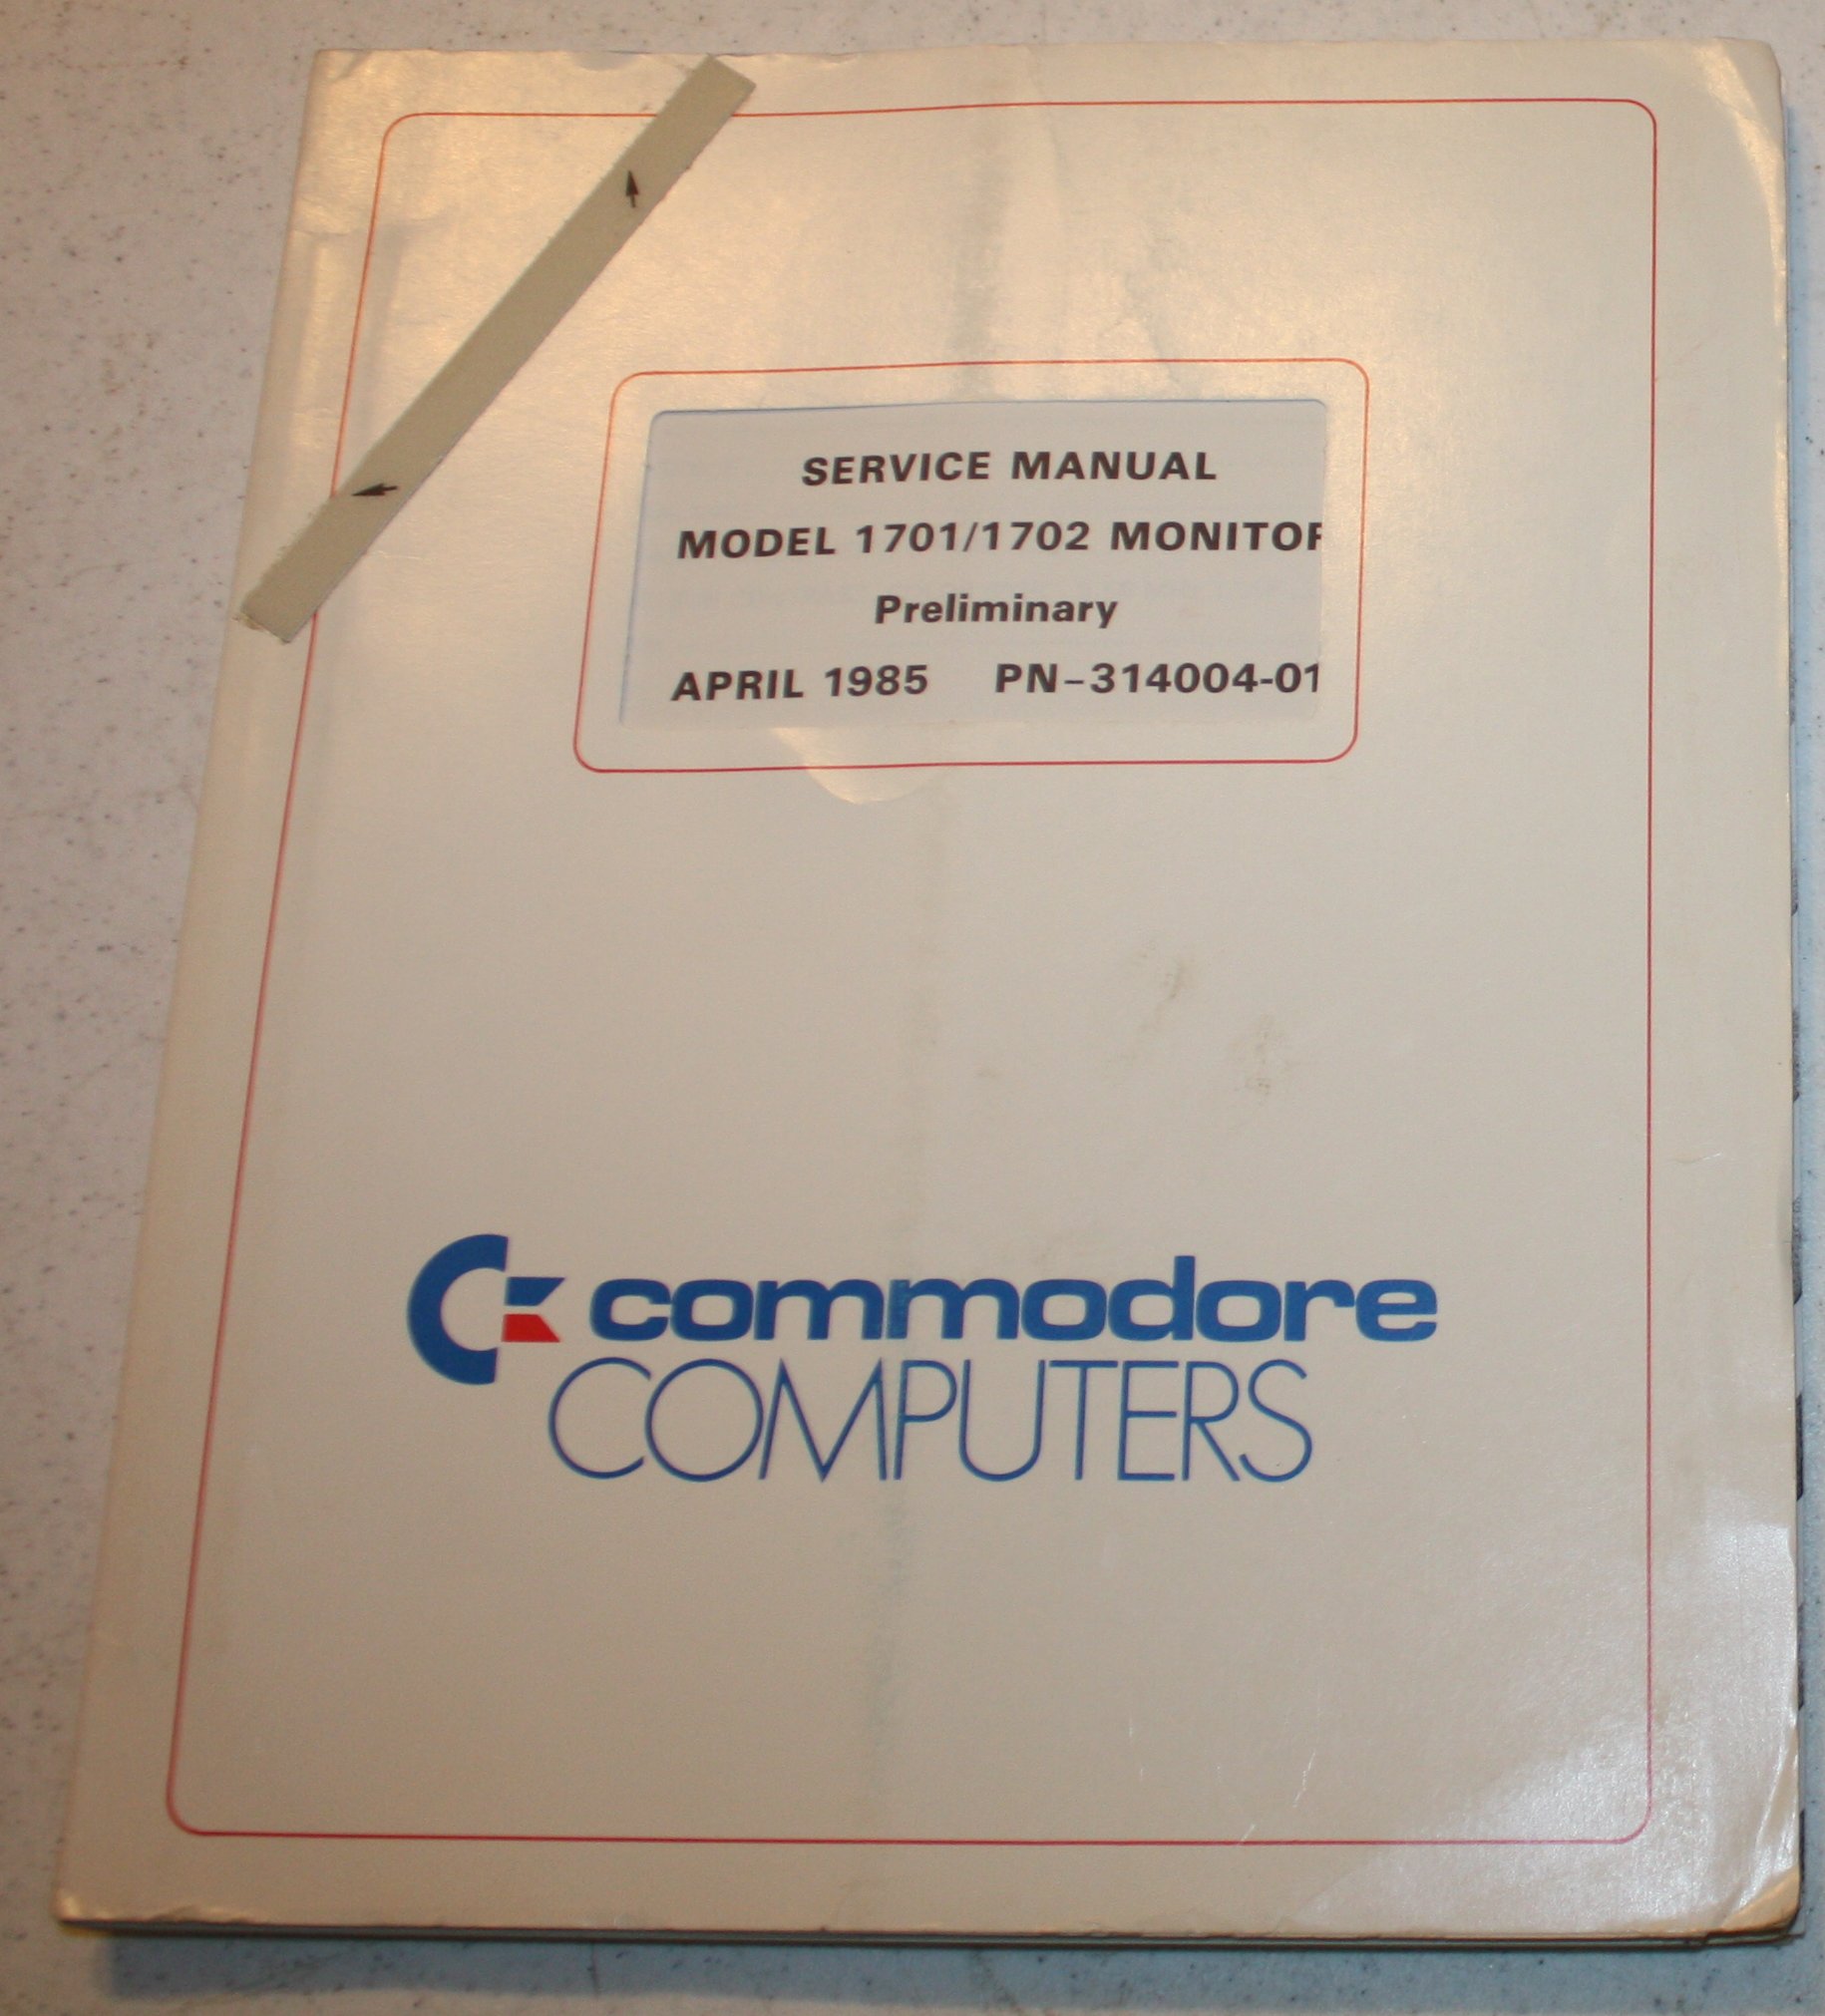 SERVICE MANUAL
MODEL 1701/1702 MONITOR
Preliminary
APRIL 1985 PN-314004-01
commodore
COMPUTERS